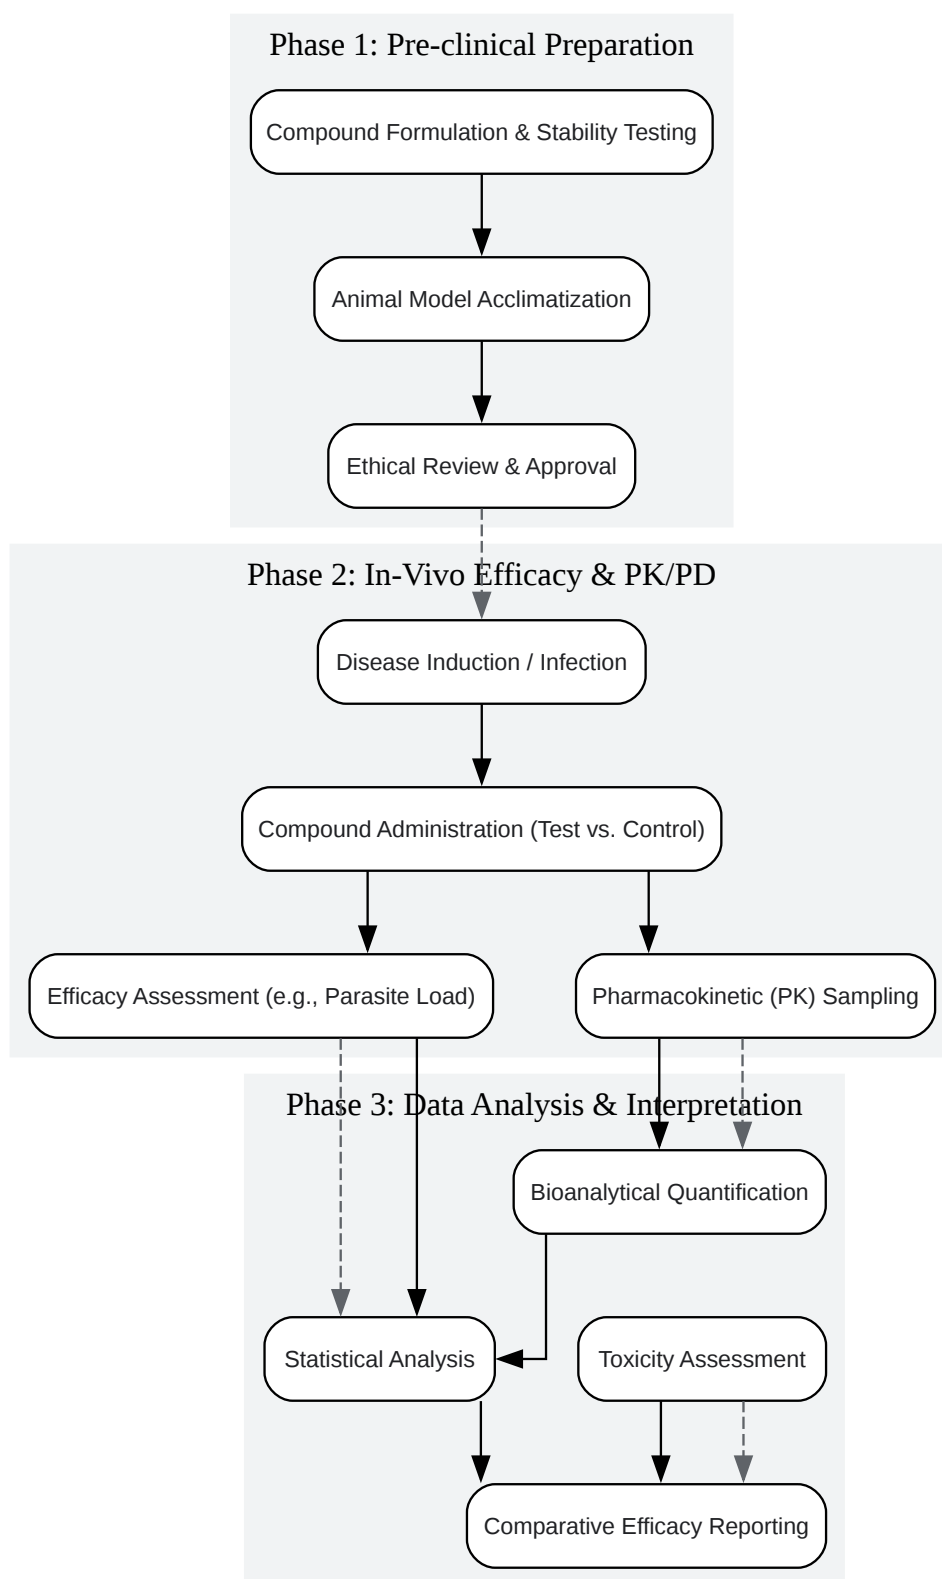 Phase 1: Pre-clinical Preparation
Compound Formulation & Stability Testing
Animal Model Acclimatization
Ethical Review & Approval
Phase 2: In-Vivo Efficacy & PK/PD
Disease Induction / Infection
Compound Administration (Test vs. Control)
Efficacy Assessment (e.g., Parasite Load)
Pharmacokinetic (PK) Sampling
Phase 3: Data Analysis & Interpretation
Bioanalytical Quantification
Statistical Analysis
Toxicity Assessment
Comparative Efficacy Reporting